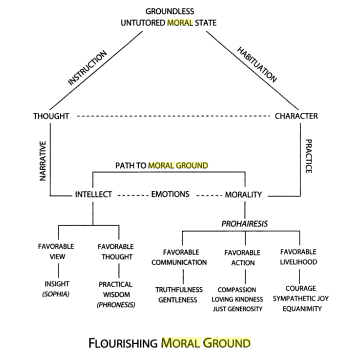 GROUNDLESS
UNTUTORED MORAL STATE
INSTRUCTION
HABITUATION
THOUGHT
CHARACTER
NARRATIVE
PRACTICE
PATH TO MORAL GROUND
INTELLECT
EMOTIONS
MORALITY
PROHAIRESIS
FAVORABLE
VIEW
FAVORABLE
THOUGHT
FAVORABLE
COMMUNICATION
FAVORABLE
ACTION
FAVORABLE
LIVELIHOOD
INSIGHT
(SOPHIA)
PRACTICAL
WISDOM
(PHRONESIS)
TRUTHFULNESS
GENTLENESS
COMPASSION
LOVING KINDNESS
JUST GENEROSITY
COURAGE
SYMPATHETIC JOY
EQUANIMITY
FLOURISHING MORAL GROUND